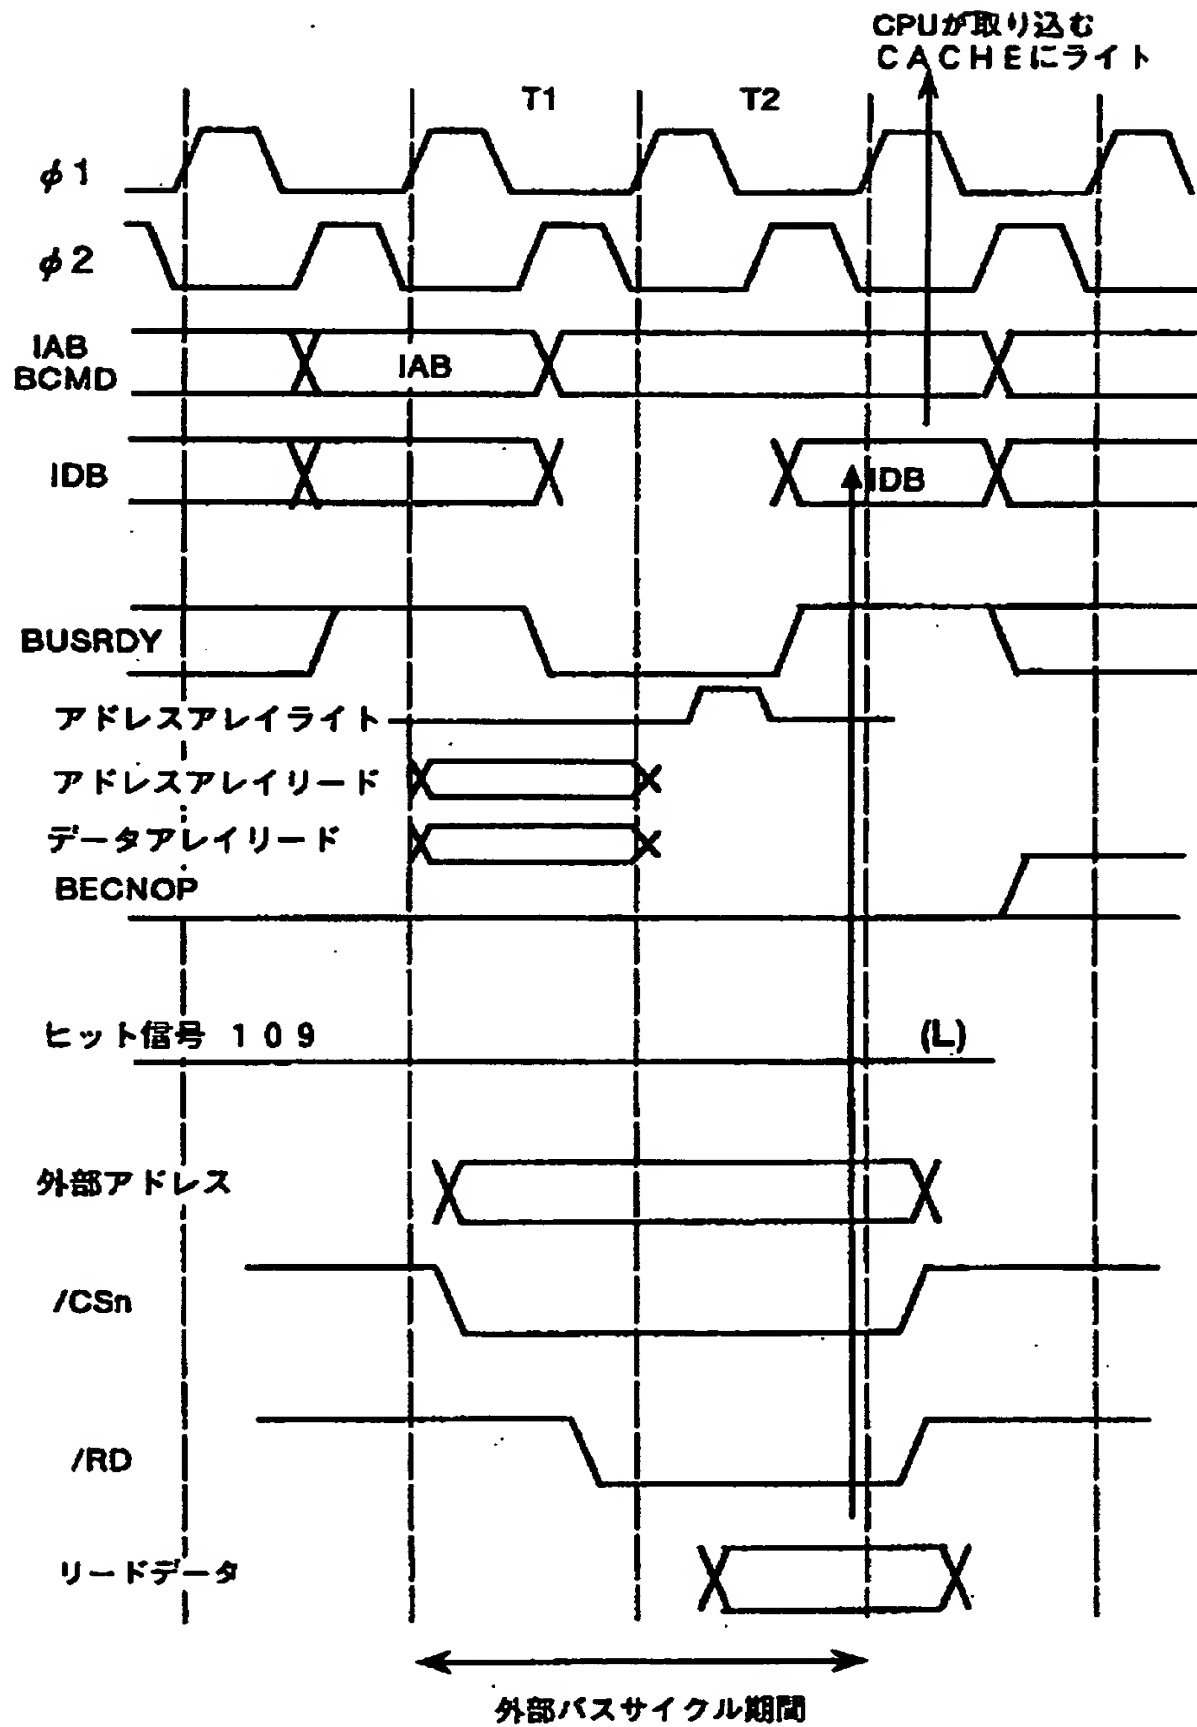 CPUが取り込む
CACHEにライト
T1
T2
φ1
φ2
IAB
BCMD
IAB
IDB
IDB
BUSRDY
アドレスアレイライト
アドレスアレイリード
データアレイリード
BECNOP
ヒット信号 109
(L)
外部アドレス
/CSn
/RD
リードデータ
外部バスサイクル期間